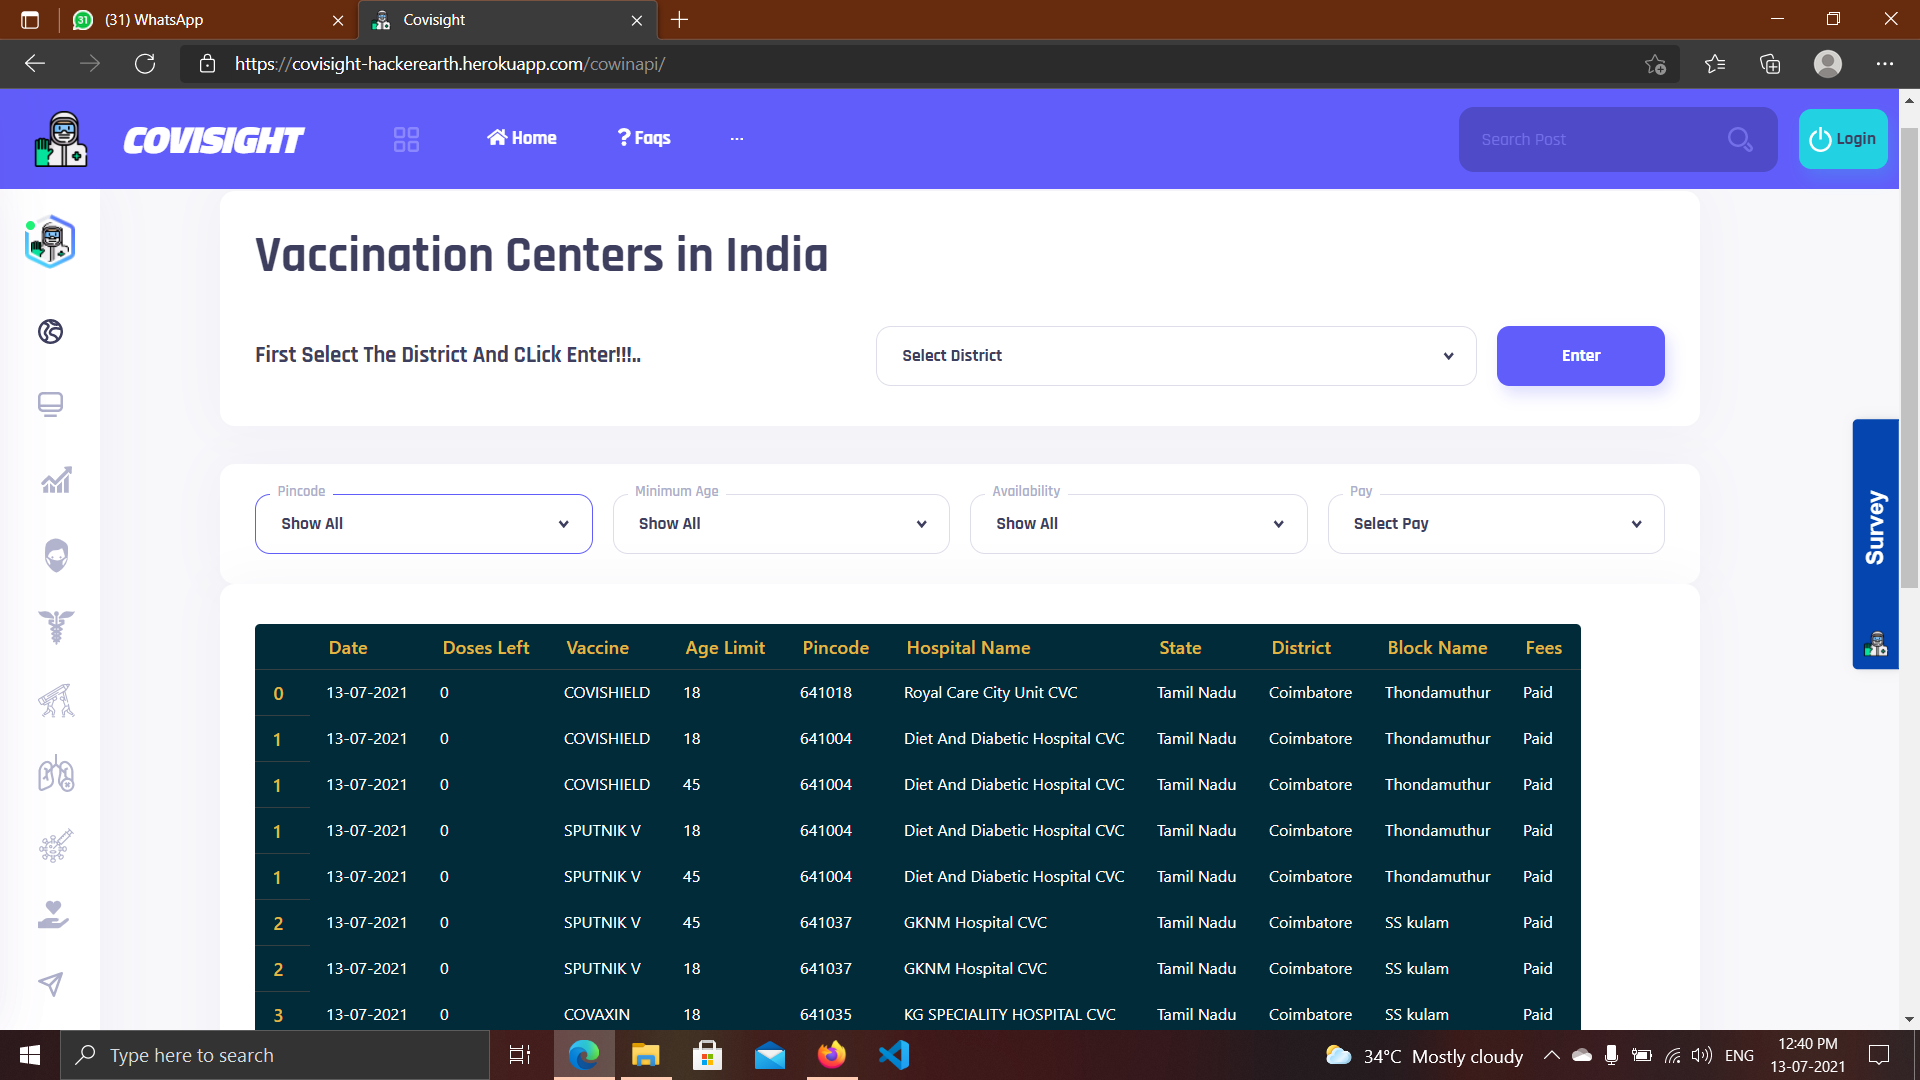 (31) WhatsApp
Covisight
https://covisight-hackerearth.herokuapp.com/cowinapi/
COVISIGHT
Home
Faqs
...
Search Post
Login
Vaccination Centers in India
First Select The District And CLick Enter!!!..
Select District
Enter
Pincode
Show All
Minimum Age
Show All
Availability
Show All
Pay
Select Pay
Survey
Date Doses Left Vaccine Age Limit Pincode Hospital Name State District Block Name Fees
0 13-07-2021 0 COVISHIELD 18 641018 Royal Care City Unit CVC Tamil Nadu Coimbatore Thondamuthur Paid
1 13-07-2021 0 COVISHIELD 18 641004 Diet And Diabetic Hospital CVC Tamil Nadu Coimbatore Thondamuthur Paid
1 13-07-2021 0 COVISHIELD 45 641004 Diet And Diabetic Hospital CVC Tamil Nadu Coimbatore Thondamuthur Paid
1 13-07-2021 0 SPUTNIK V 18 641004 Diet And Diabetic Hospital CVC Tamil Nadu Coimbatore Thondamuthur Paid
1 13-07-2021 0 SPUTNIK V 45 641004 Diet And Diabetic Hospital CVC Tamil Nadu Coimbatore Thondamuthur Paid
2 13-07-2021 0 SPUTNIK V 45 641037 GKNM Hospital CVC Tamil Nadu Coimbatore SS kulam Paid
2 13-07-2021 0 SPUTNIK V 18 641037 GKNM Hospital CVC Tamil Nadu Coimbatore SS kulam Paid
3 13-07-2021 0 COVAXIN 18 641035 KG SPECIALITY HOSPITAL CVC Tamil Nadu Coimbatore SS kulam Paid
Type here to search
34°C Mostly cloudy
ENG
12:40 PM
13-07-2021